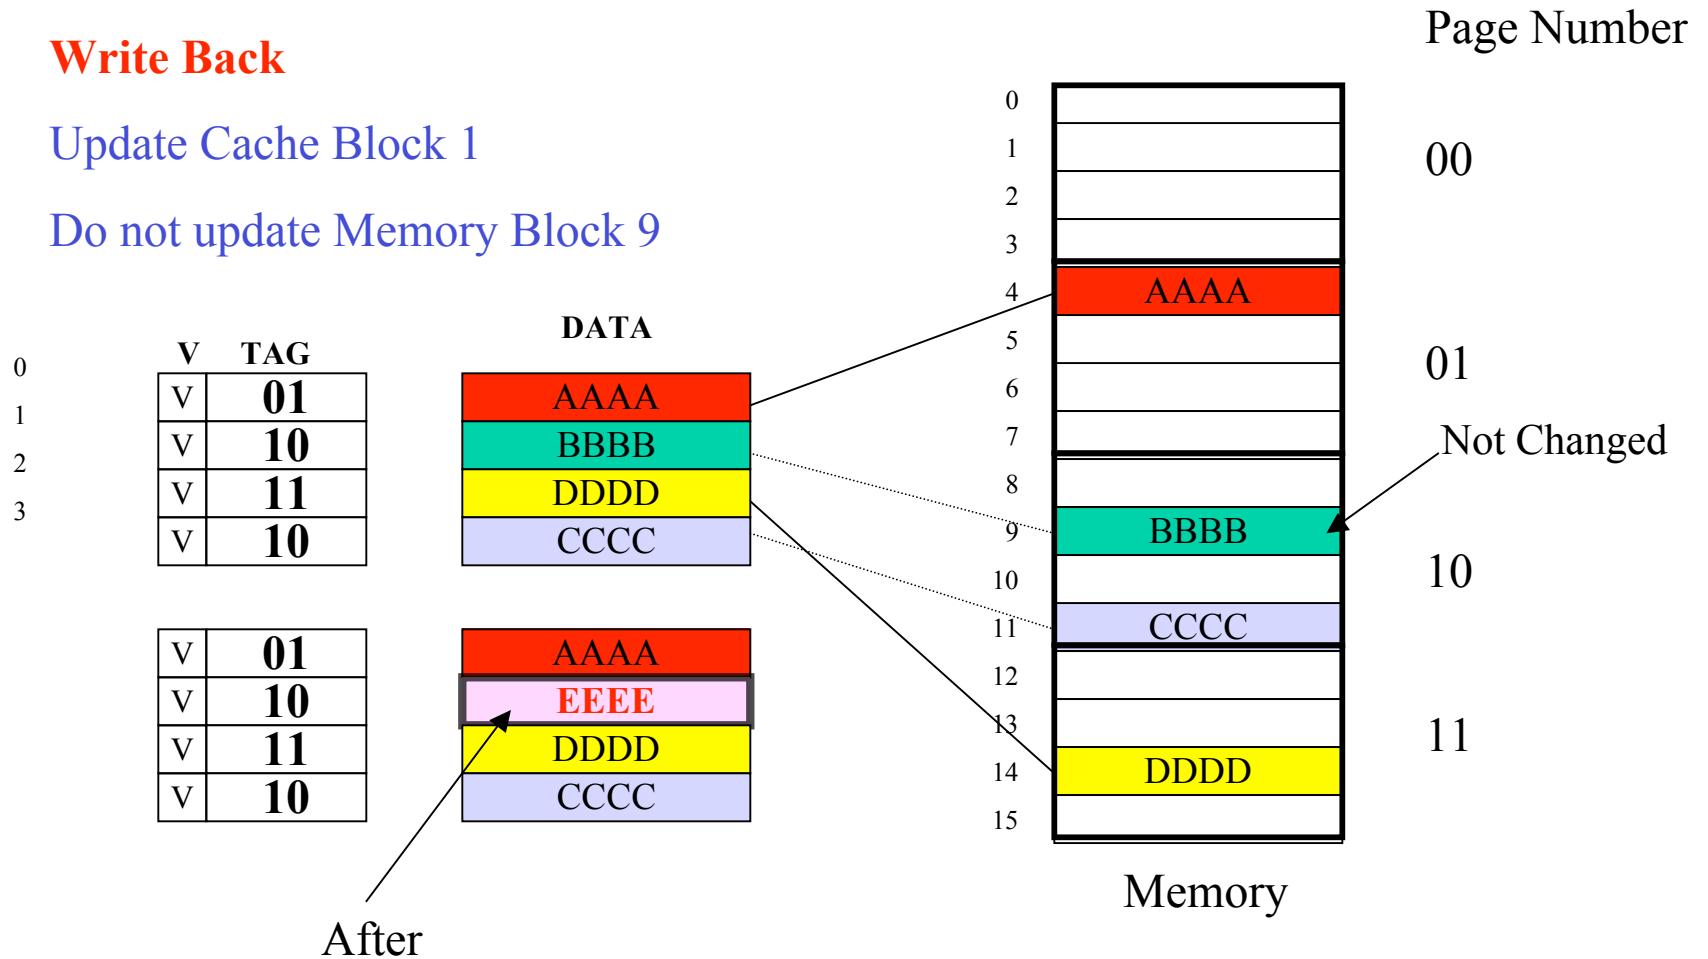 Page Number
Write Back
Update Cache Block 1
Do not update Memory Block 9
V TAG DATA
0
1
2
3
V 01 AAAA
V 10 BBBB
V 11 DDDD
V 10 CCCC
V 01 AAAA
V 10 EEEE
V 11 DDDD
V 10 CCCC
After
0
1
2
3
4 AAAA
5
6
7
8
9 BBBB
10
11 CCCC
12
13
14 DDDD
15
Memory
00
01
Not Changed
10
11